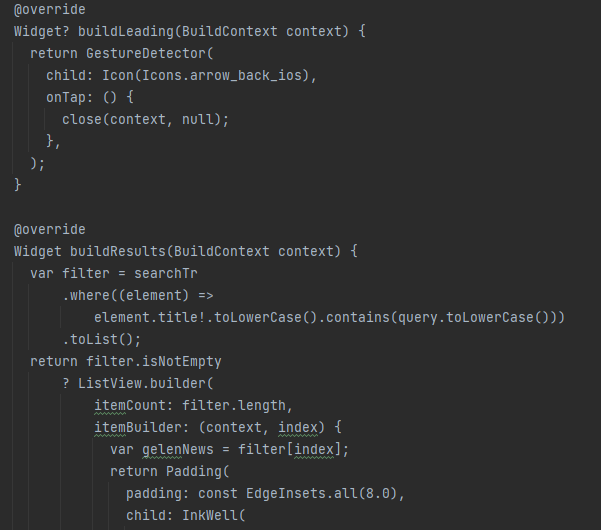 @override
Widget? buildLeading(BuildContext context) {
  return GestureDetector(
    child: Icon(Icons.arrow_back_ios),
    onTap: () {
      close(context, null);
    },
  );
}

@override
Widget buildResults(BuildContext context) {
  var filter = searchTr
      .where((element) =>
          element.title!.toLowerCase().contains(query.toLowerCase()))
      .toList();
  return filter.isNotEmpty
      ? ListView.builder(
          itemCount: filter.length,
          itemBuilder: (context, index) {
            var gelenNews = filter[index];
            return Padding(
              padding: const EdgeInsets.all(8.0),
              child: InkWell(